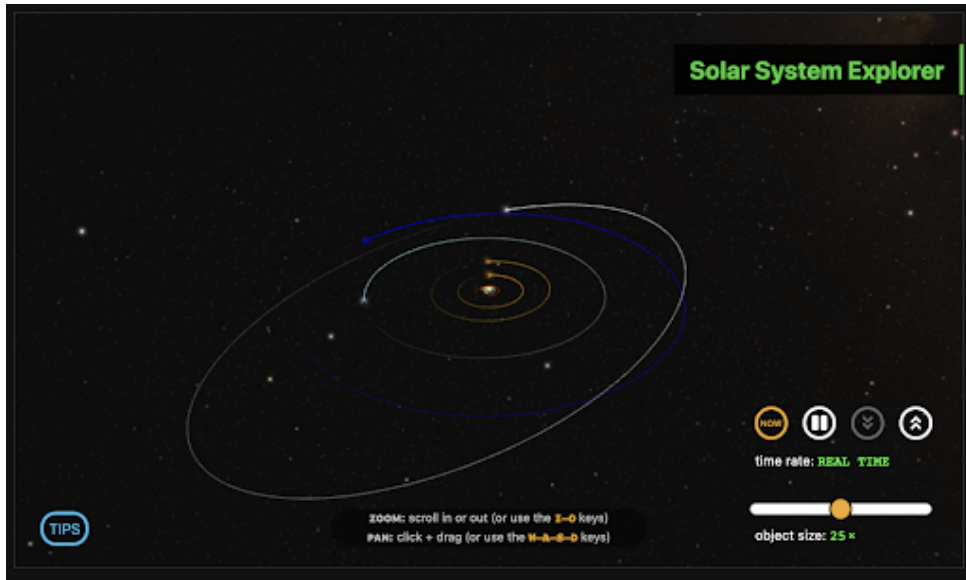 Solar System Explorer
NOW
time rate: REAL TIME
TIPS
ZOOM: scroll in or out (or use the I-O keys)
PAN: click + drag (or use the W-A-S-D keys)
object size: 25×